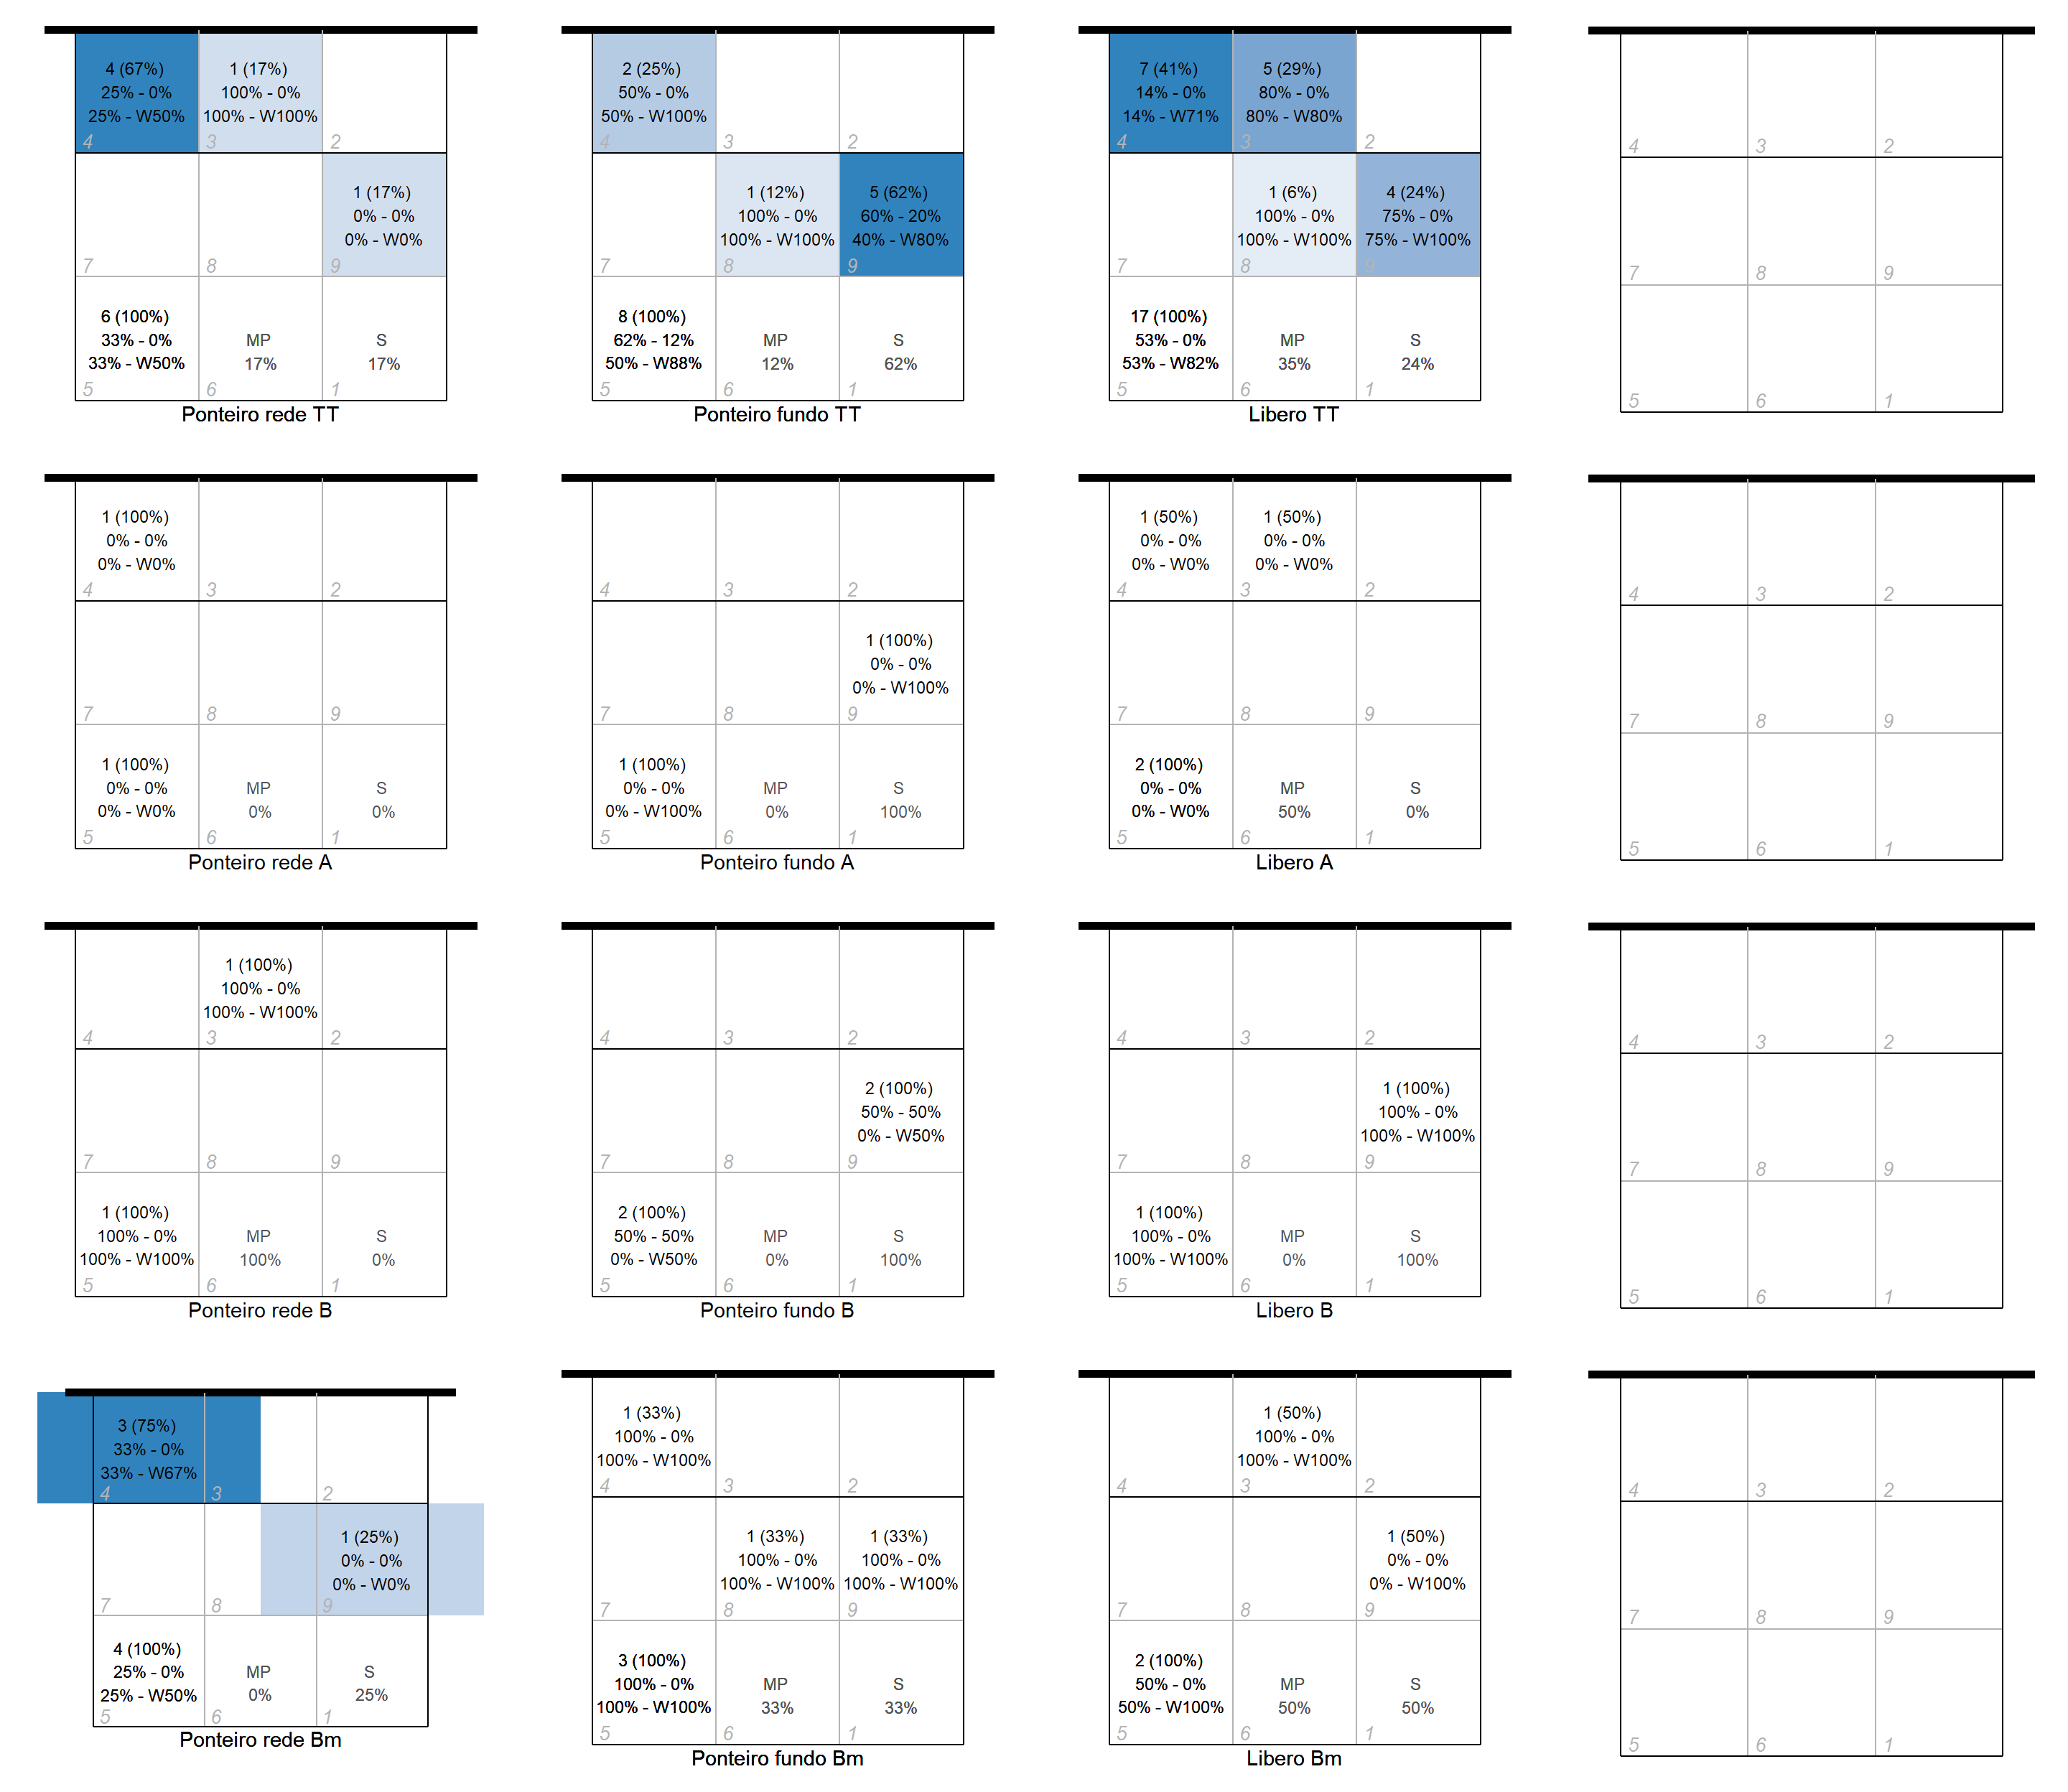 4 (67%)
25% - 0%
25% - W50%
4
1 (17%)
100% - 0%
100% - W100%
3
2
7
8
1 (17%)
0% - 0%
0% - W0%
9
6 (100%)
33% - 0%
33% - W50%
5
MP
17%
6
S
17%
1
Ponteiro rede TT
2 (25%)
50% - 0%
50% - W100%
4
3
2
7
1 (12%)
100% - 0%
100% - W100%
8
5 (62%)
60% - 20%
40% - W80%
9
8 (100%)
62% - 12%
50% - W88%
5
MP
12%
6
S
62%
1
Ponteiro fundo TT
7 (41%)
14% - 0%
14% - W71%
4
5 (29%)
80% - 0%
80% - W80%
3
2
7
1 (6%)
100% - 0%
100% - W100%
8
4 (24%)
75% - 0%
75% - W100%
9
17 (100%)
53% - 0%
53% - W82%
5
MP
35%
6
S
24%
1
Libero TT
4
3
2
7
8
9
5
6
1
1 (100%)
0% - 0%
0% - W0%
4
3
2
7
8
9
1 (100%)
0% - 0%
0% - W0%
5
MP
0%
6
S
0%
1
Ponteiro rede A
4
3
2
7
8
1 (100%)
0% - 0%
0% - W100%
9
1 (100%)
0% - 0%
0% - W100%
5
MP
0%
6
S
100%
1
Ponteiro fundo A
1 (50%)
0% - 0%
0% - W0%
4
1 (50%)
0% - 0%
0% - W0%
3
2
7
8
9
2 (100%)
0% - 0%
0% - W0%
5
MP
50%
6
S
0%
1
Libero A
4
3
2
7
8
9
5
6
1
4
1 (100%)
100% - 0%
100% - W100%
3
2
7
8
9
1 (100%)
100% - 0%
100% - W100%
5
MP
100%
6
S
0%
1
Ponteiro rede B
4
3
2
7
8
2 (100%)
50% - 50%
0% - W50%
9
2 (100%)
50% - 50%
0% - W50%
5
MP
0%
6
S
100%
1
Ponteiro fundo B
4
3
2
7
8
1 (100%)
100% - 0%
100% - W100%
9
1 (100%)
100% - 0%
100% - W100%
5
MP
0%
6
S
100%
1
Libero B
4
3
2
7
8
9
5
6
1
3 (75%)
33% - 0%
33% - W67%
4
3
2
7
8
1 (25%)
0% - 0%
0% - W0%
9
4 (100%)
25% - 0%
25% - W50%
5
MP
0%
6
S
25%
1
Ponteiro rede Bm
1 (33%)
100% - 0%
100% - W100%
4
3
2
7
1 (33%)
100% - 0%
100% - W100%
8
1 (33%)
100% - 0%
100% - W100%
9
3 (100%)
100% - 0%
100% - W100%
5
MP
33%
6
S
33%
1
Ponteiro fundo Bm
4
1 (50%)
100% - 0%
100% - W100%
3
2
7
8
1 (50%)
0% - 0%
0% - W100%
9
2 (100%)
50% - 0%
50% - W100%
5
MP
50%
6
S
50%
1
Libero Bm
4
3
2
7
8
9
5
6
1